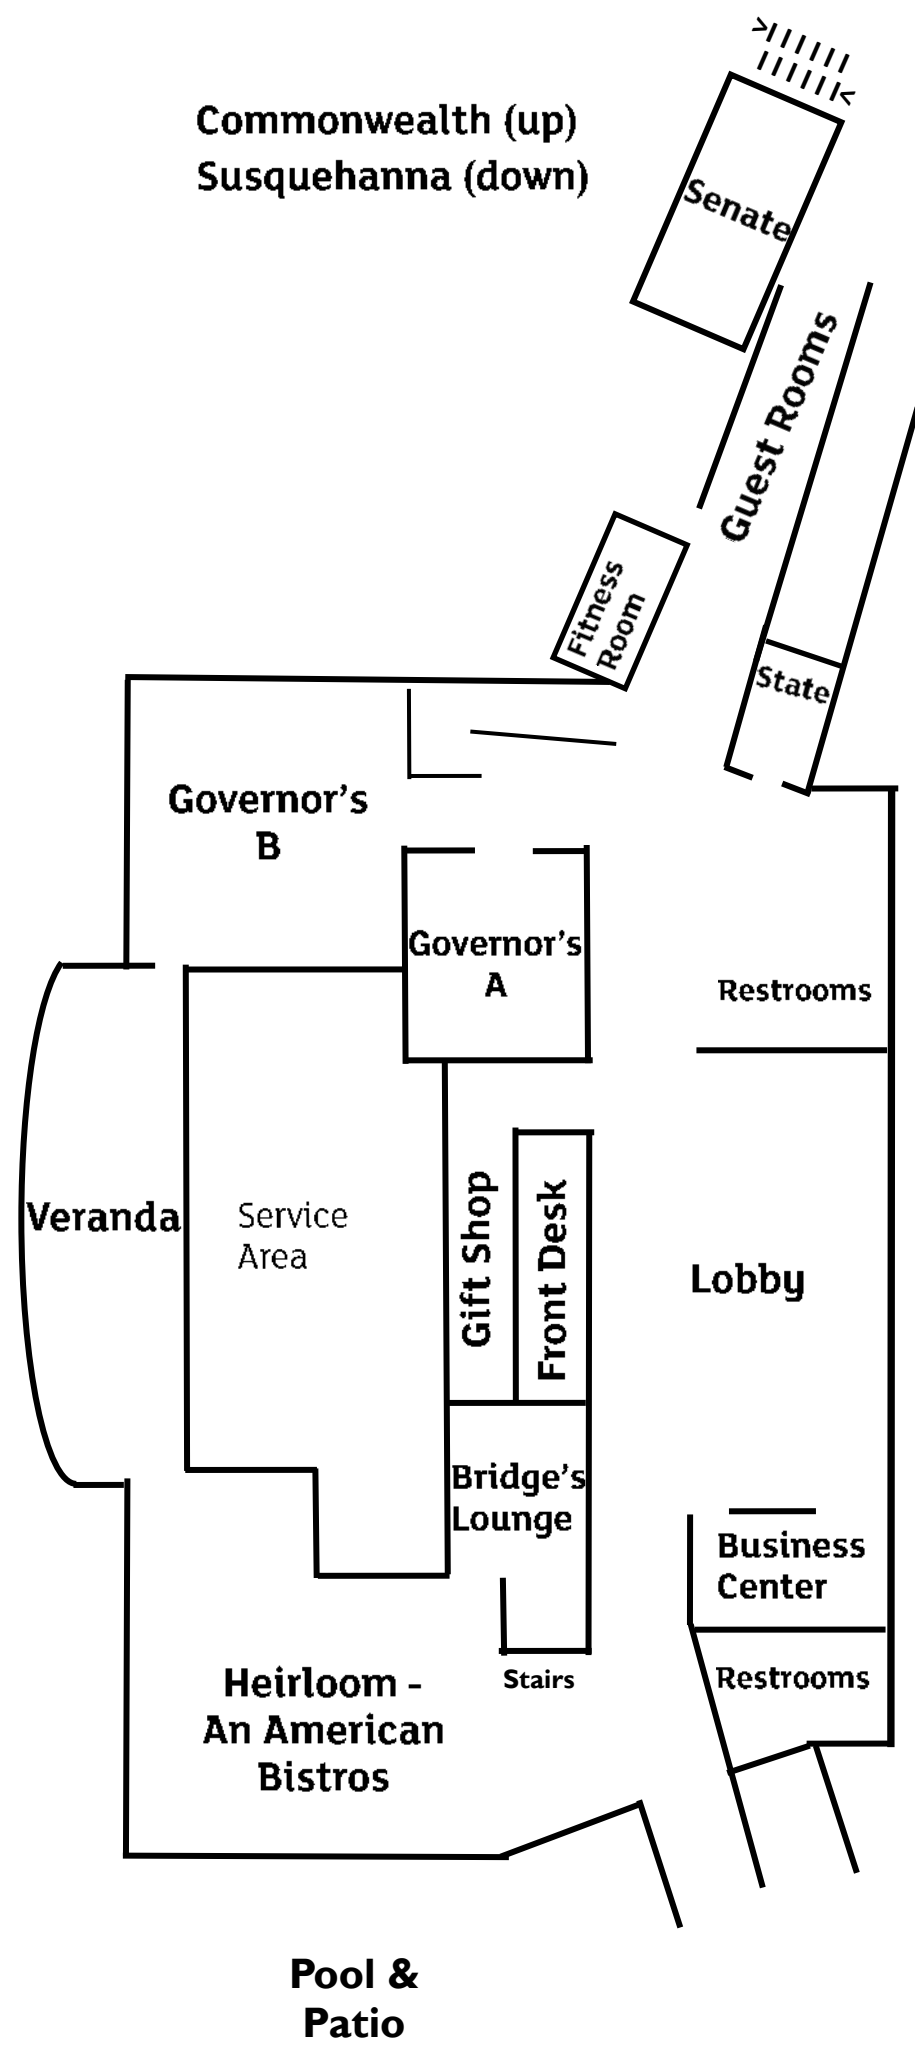 Commonwealth (up)
Susquehanna (down)
Senate
Guest Rooms
Fitness
Room
State
Governor's
B
Governor's
A
Restrooms
Veranda
Service
Area
Gift Shop
Front Desk
Lobby
Bridge's
Lounge
Business
Center
Restrooms
Stairs
Heirloom -
An American
Bistros
Pool &
Patio